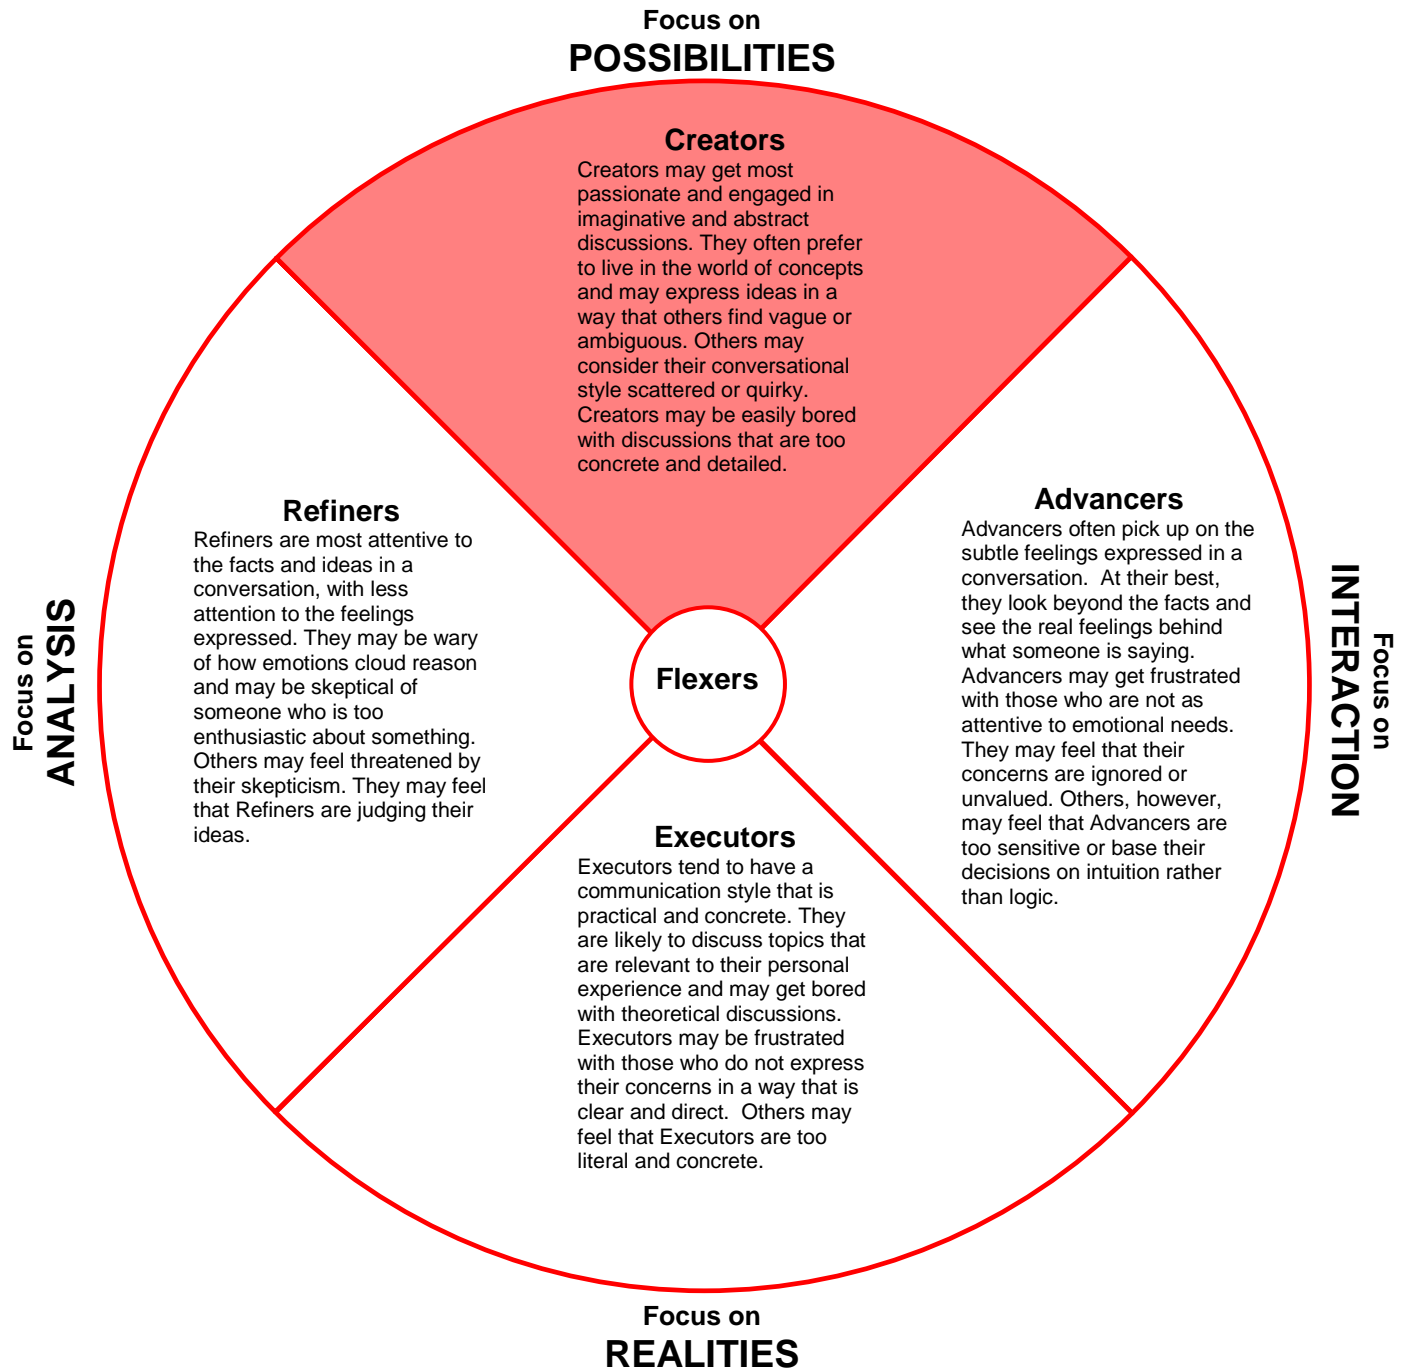 Focus on
POSSIBILITIES
Creators
Creators may get most
passionate and engaged in
imaginative and abstract
discussions. They often prefer
to live in the world of concepts
and may express ideas in a
way that others find vague or
ambiguous. Others may
consider their conversational
style scattered or quirky.
Creators may be easily bored
with discussions that are too
concrete and detailed.
Focus on
ANALYSIS
Refiners
Refiners are most attentive to
the facts and ideas in a
conversation, with less
attention to the feelings
expressed. They may be wary
of how emotions cloud reason
and may be skeptical of
someone who is too
enthusiastic about something.
Others may feel threatened by
their skepticism. They may feel
that Refiners are judging their
ideas.
Flexers
Advancers
Advancers often pick up on the
subtle feelings expressed in a
conversation.  At their best,
they look beyond the facts and
see the real feelings behind
what someone is saying.
Advancers may get frustrated
with those who are not as
attentive to emotional needs.
They may feel that their
concerns are ignored or
unvalued. Others, however,
may feel that Advancers are
too sensitive or base their
decisions on intuition rather
than logic.
Focus on
INTERACTION
Executors
Executors tend to have a
communication style that is
practical and concrete. They
are likely to discuss topics that
are relevant to their personal
experience and may get bored
with theoretical discussions.
Executors may be frustrated
with those who do not express
their concerns in a way that is
clear and direct.  Others may
feel that Executors are too
literal and concrete.
Focus on
REALITIES